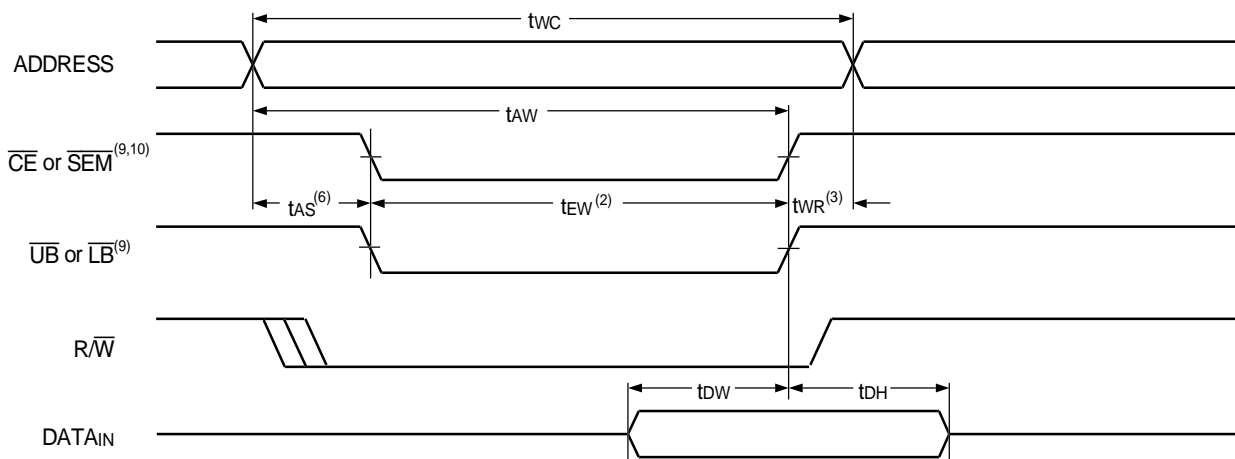 tWC
ADDRESS
tAW
CE or SEM(9,10)
tAS(6) tEW(2) tWR(3)
UB or LB(9)
R/W
tDW tDH
DATAIN